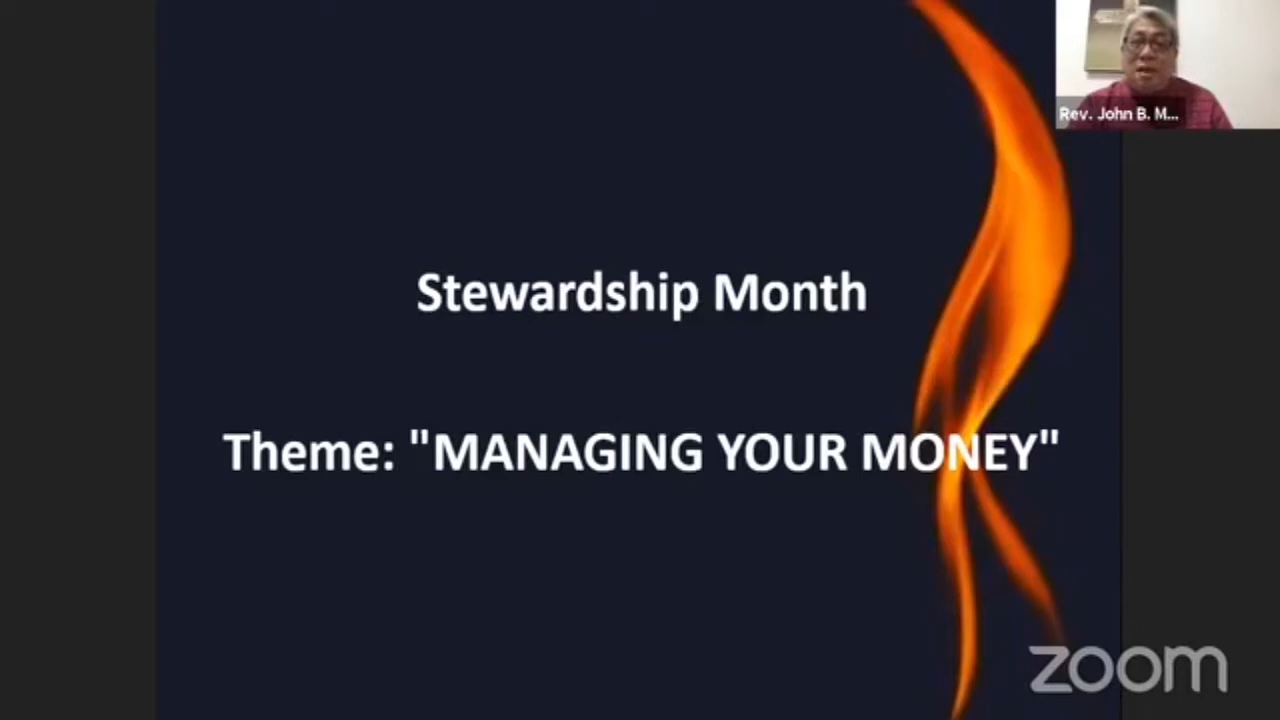 Rev. John B. M...
Stewardship Month
Theme: "MANAGING YOUR MONEY"
zoom